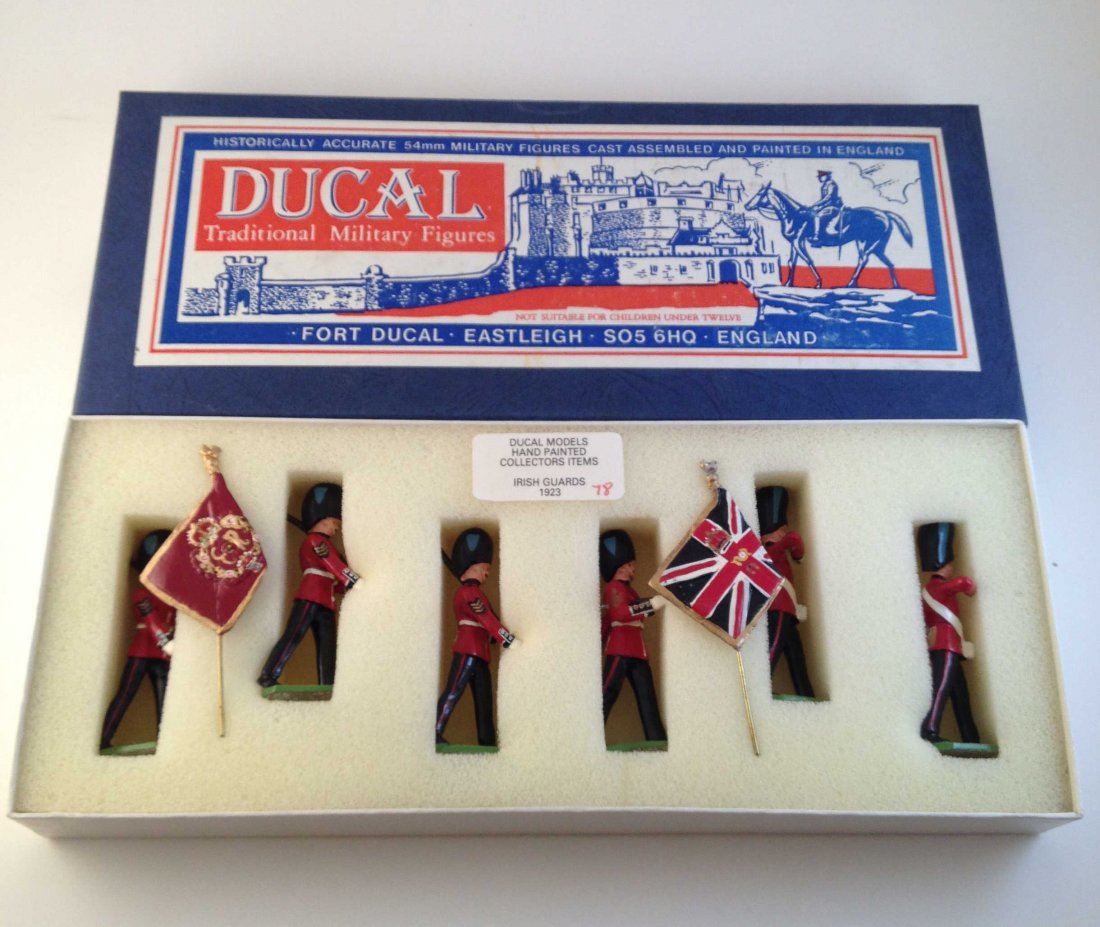 HISTORICALLY ACCURATE 54mm MILITARY FIGURES CAST ASSEMBLED AND PAINTED IN ENGLAND
DUCAL
Traditional Military Figures
NOT SUITABLE FOR CHILDREN UNDER TWELVE
· FORT DUCAL · EASTLEIGH · SO5 6HQ · ENGLAND ·
DUCAL MODELS
HAND PAINTED
COLLECTORS ITEMS
IRISH GUARDS
1923 78